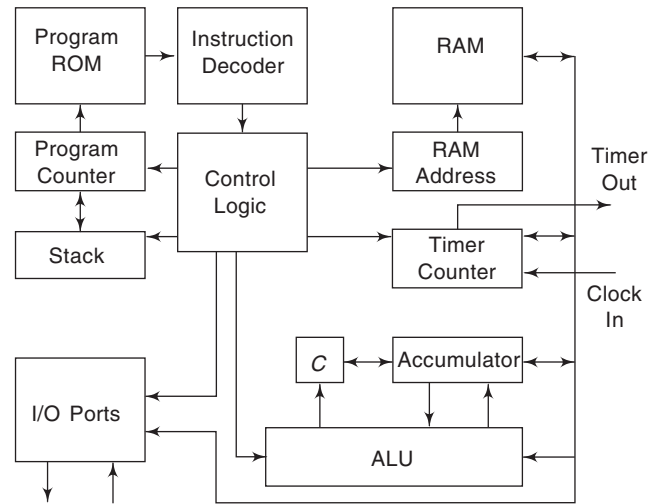 Program
ROM
Instruction
Decoder
RAM
Program
Counter
Control
Logic
RAM
Address
Timer
Out
Stack
Timer
Counter
Clock
In
I/O Ports
C
Accumulator
ALU